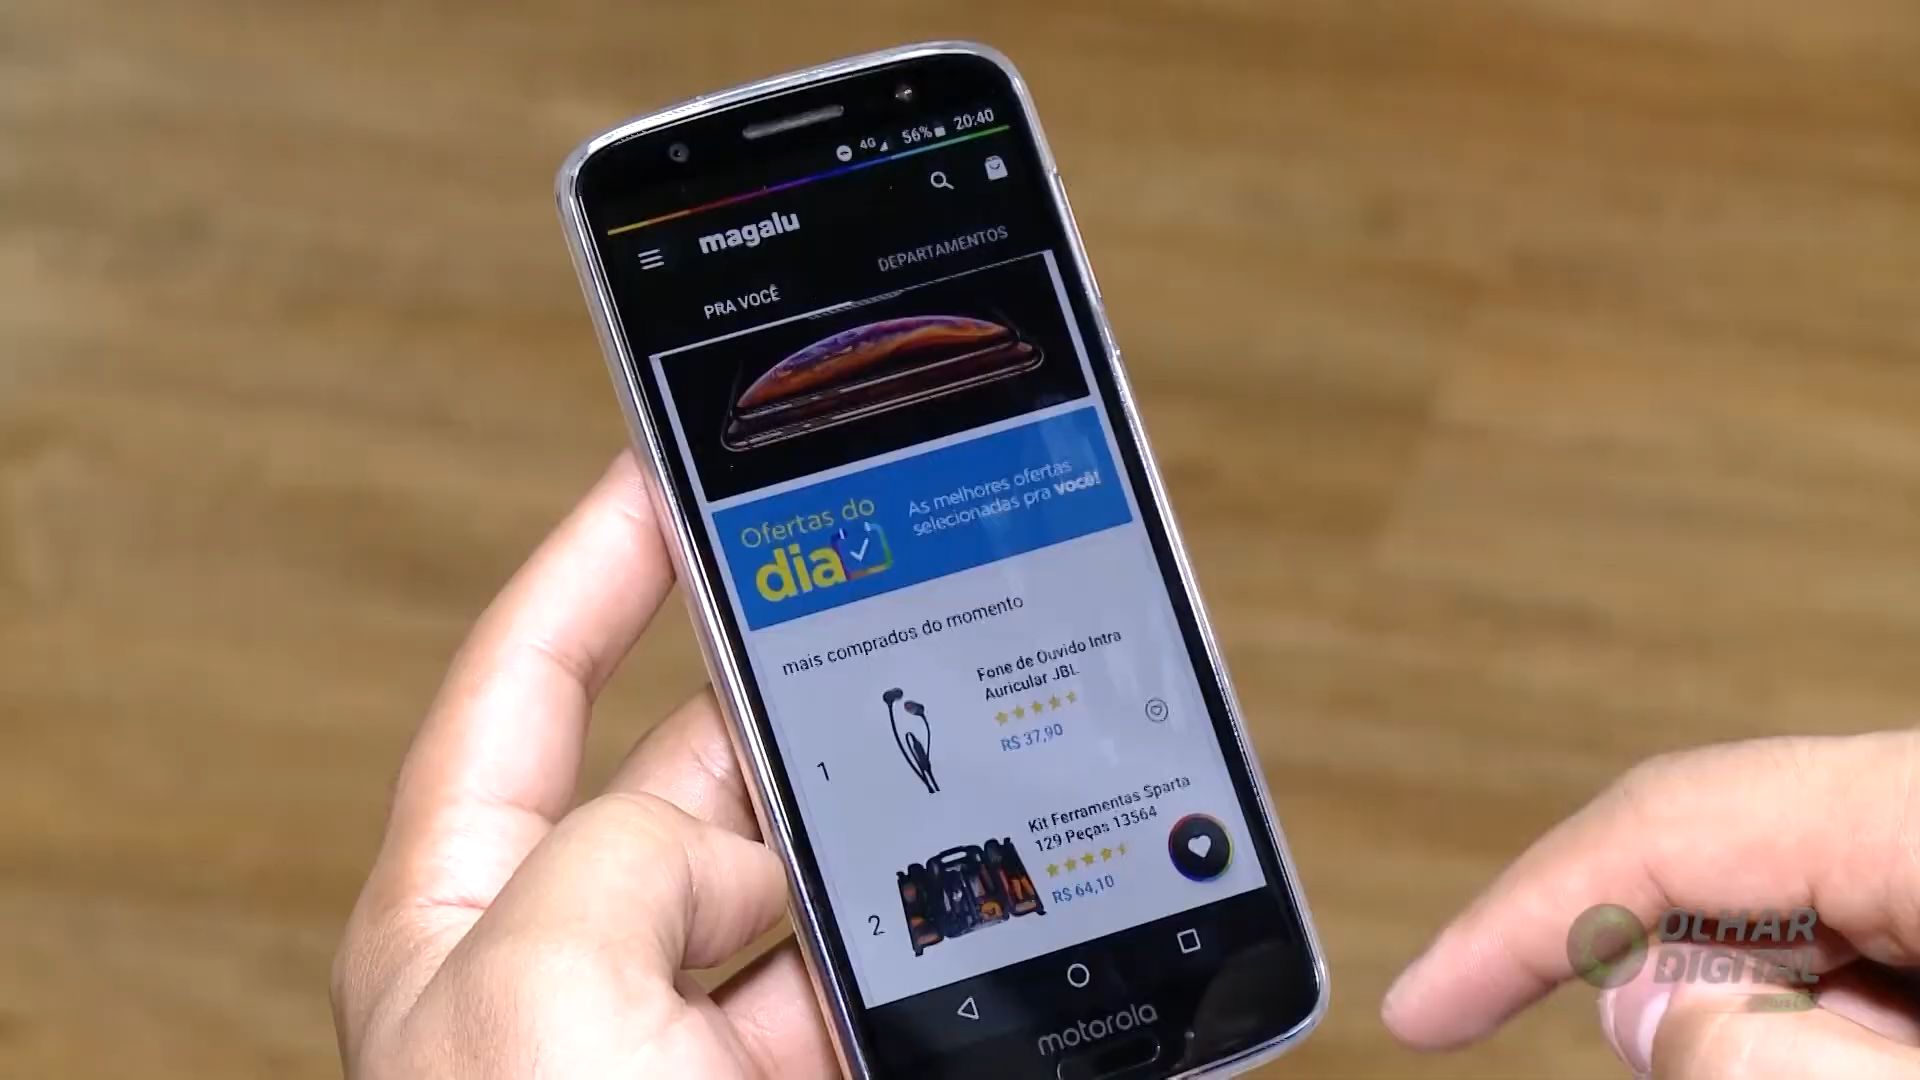 4G 56% 20:40
magalu
PRA VOCÊ
DEPARTAMENTOS
Ofertas do
dia
As melhores ofertas
selecionadas pra você!
mais comprados do momento
1
Fone de Ouvido Intra
Auricular JBL
R$ 37,90
2
Kit Ferramentas Sparta
129 Peças 13564
R$ 64,10
motorola
OLHAR
DIGITAL